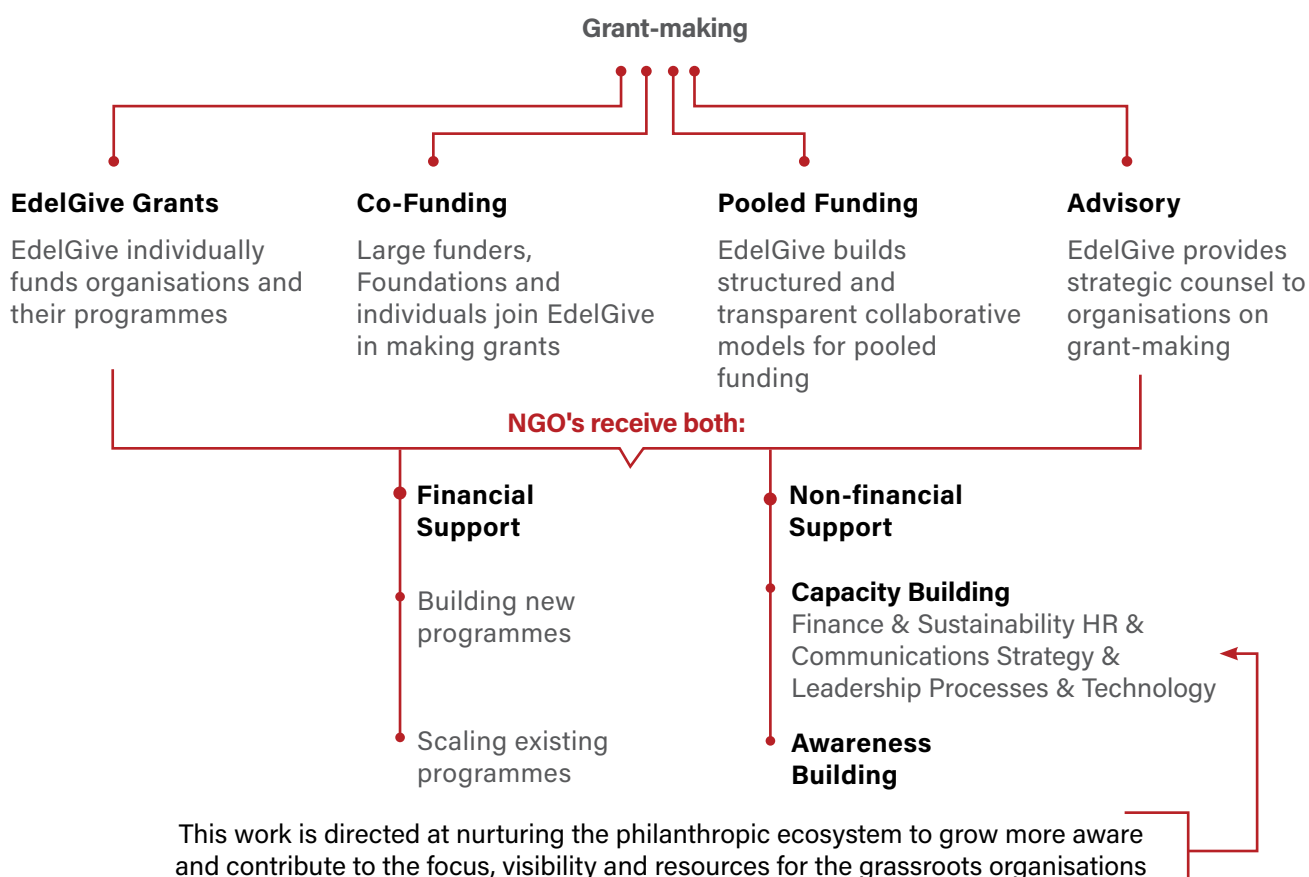 Grant-making
EdelGive Grants
EdelGive individually
funds organisations and
their programmes
Co-Funding
Large funders,
Foundations and
individuals join EdelGive
in making grants
Pooled Funding
EdelGive builds
structured and
transparent collaborative
models for pooled
funding
Advisory
EdelGive provides
strategic counsel to
organisations on
grant-making
NGO's receive both:
Financial
Support
Building new
programmes
Scaling existing
programmes
Non-financial
Support
Capacity Building
Finance & Sustainability HR &
Communications Strategy &
Leadership Processes & Technology
Awareness
Building
This work is directed at nurturing the philanthropic ecosystem to grow more aware
and contribute to the focus, visibility and resources for the grassroots organisations